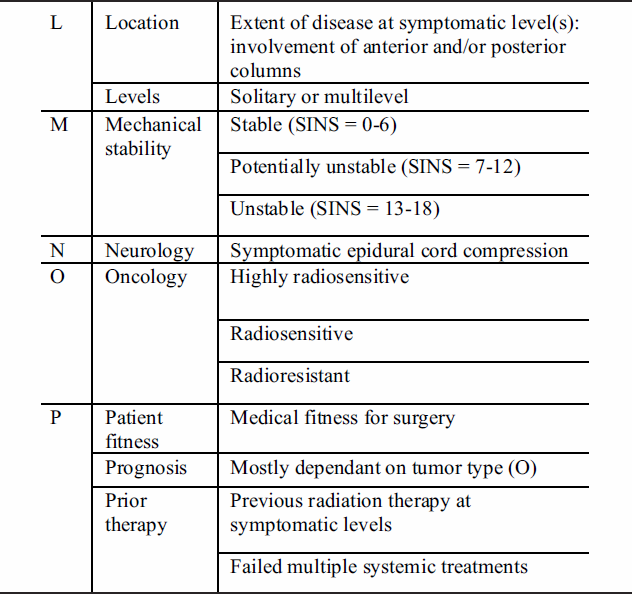 L Location Extent of disease at symptomatic level(s):
involvement of anterior and/or posterior
columns
Levels Solitary or multilevel
M Mechanical Stable (SINS = 0-6)
stability
Potentially unstable (SINS = 7-12)
Unstable (SINS = 13-18)
N Neurology Symptomatic epidural cord compression
O Oncology Highly radiosensitive
Radiosensitive
Radioresistant
P Patient Medical fitness for surgery
fitness
Prognosis Mostly dependant on tumor type (O)
Prior Previous radiation therapy at
therapy symptomatic levels
Failed multiple systemic treatments